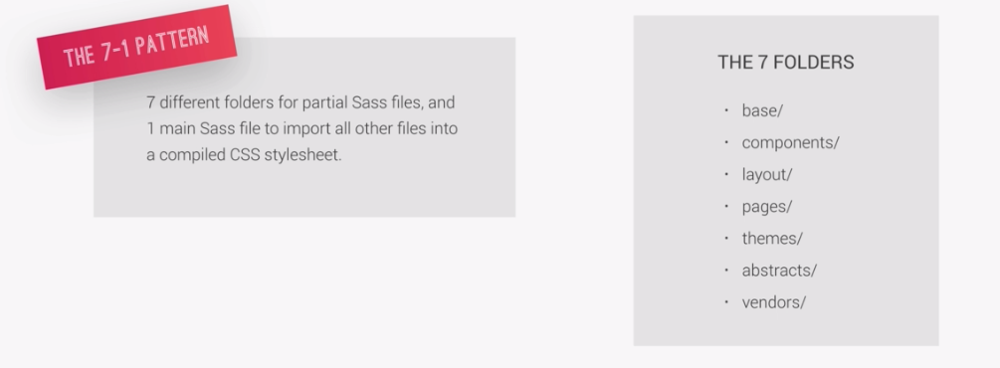 THE 7-1 PATTERN
7 different folders for partial Sass files, and
1 main Sass file to import all other files into
a compiled CSS stylesheet.
THE 7 FOLDERS
• base/
• components/
• layout/
• pages/
• themes/
• abstracts/
• vendors/